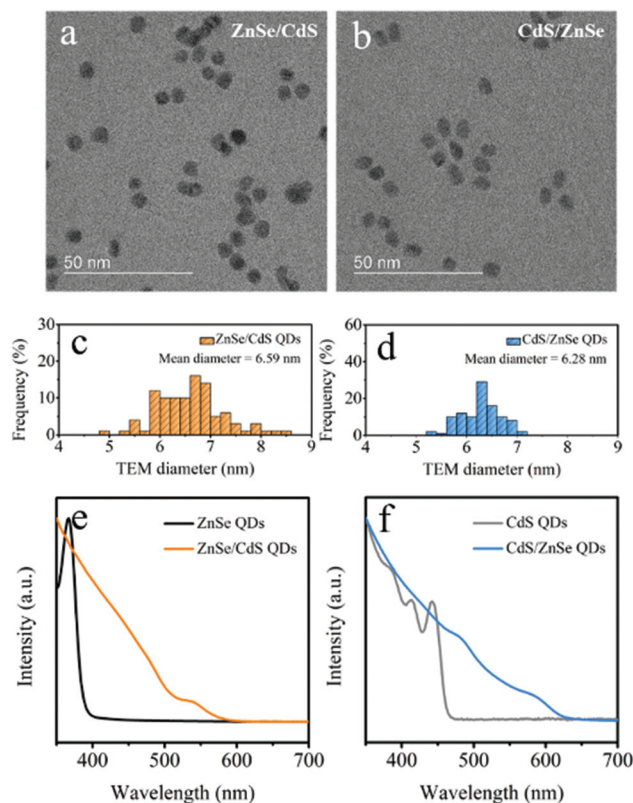 a
ZnSe/CdS
50 nm
b
CdS/ZnSe
50 nm
c
ZnSe/CdS QDs
Mean diameter = 6.59 nm
Frequency (%)
30
20
10
0
4 5 6 7 8 9
TEM diameter (nm)
d
CdS/ZnSe QDs
Mean diameter = 6.28 nm
Frequency (%)
60
40
20
0
4 5 6 7 8 9
TEM diameter (nm)
e
ZnSe QDs
ZnSe/CdS QDs
Intensity (a.u.)
400 500 600 700
Wavelength (nm)
f
CdS QDs
CdS/ZnSe QDs
Intensity (a.u.)
400 500 600 700
Wavelength (nm)